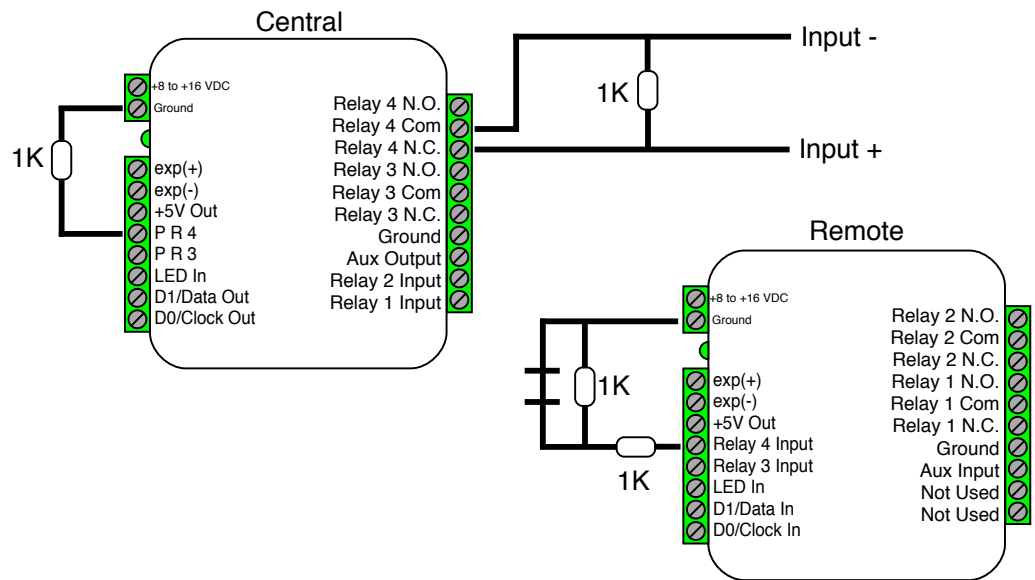 Central
+8 to +16 VDC
Ground
1K
exp(+)
exp(-)
+5V Out
P R 4
P R 3
LED In
D1/Data Out
D0/Clock Out
Relay 4 N.O.
Relay 4 Com
Relay 4 N.C.
Relay 3 N.O.
Relay 3 Com
Relay 3 N.C.
Ground
Aux Output
Relay 2 Input
Relay 1 Input
Input -
1K
Input +
Remote
+8 to +16 VDC
Ground
1K
1K
exp(+)
exp(-)
+5V Out
Relay 4 Input
Relay 3 Input
LED In
D1/Data In
D0/Clock In
Relay 2 N.O.
Relay 2 Com
Relay 2 N.C.
Relay 1 N.O.
Relay 1 Com
Relay 1 N.C.
Ground
Aux Input
Not Used
Not Used